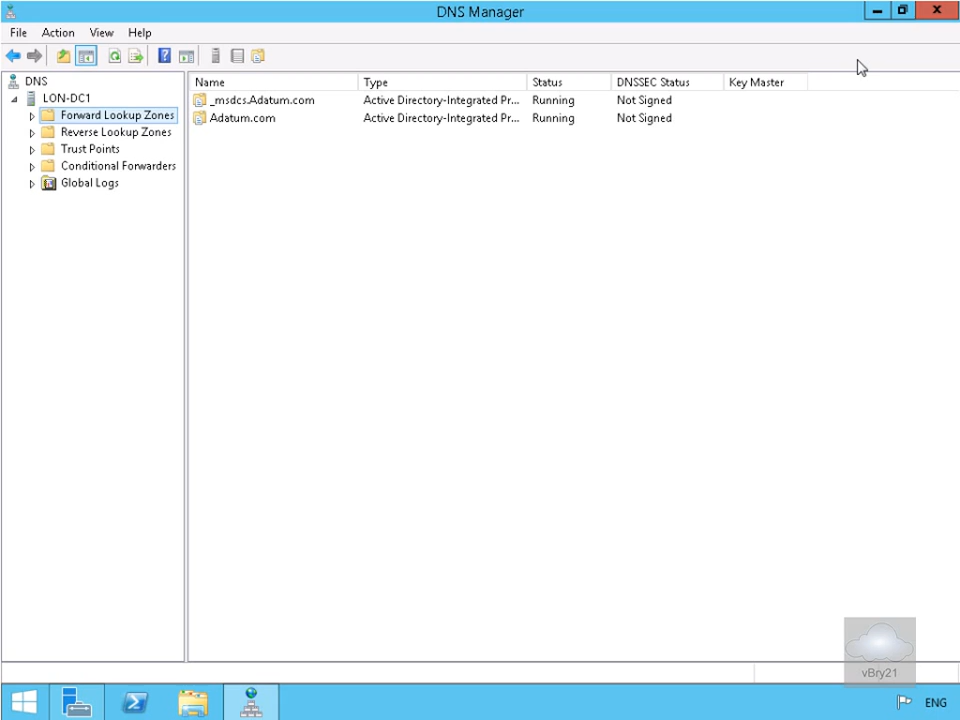 DNS Manager
File Action View Help
DNS
LON-DC1
Forward Lookup Zones
Reverse Lookup Zones
Trust Points
Conditional Forwarders
Global Logs
Name Type Status DNSSEC Status Key Master
_msdcs.Adatum.com Active Directory-Integrated Pr... Running Not Signed
Adatum.com Active Directory-Integrated Pr... Running Not Signed
vBry21
ENG